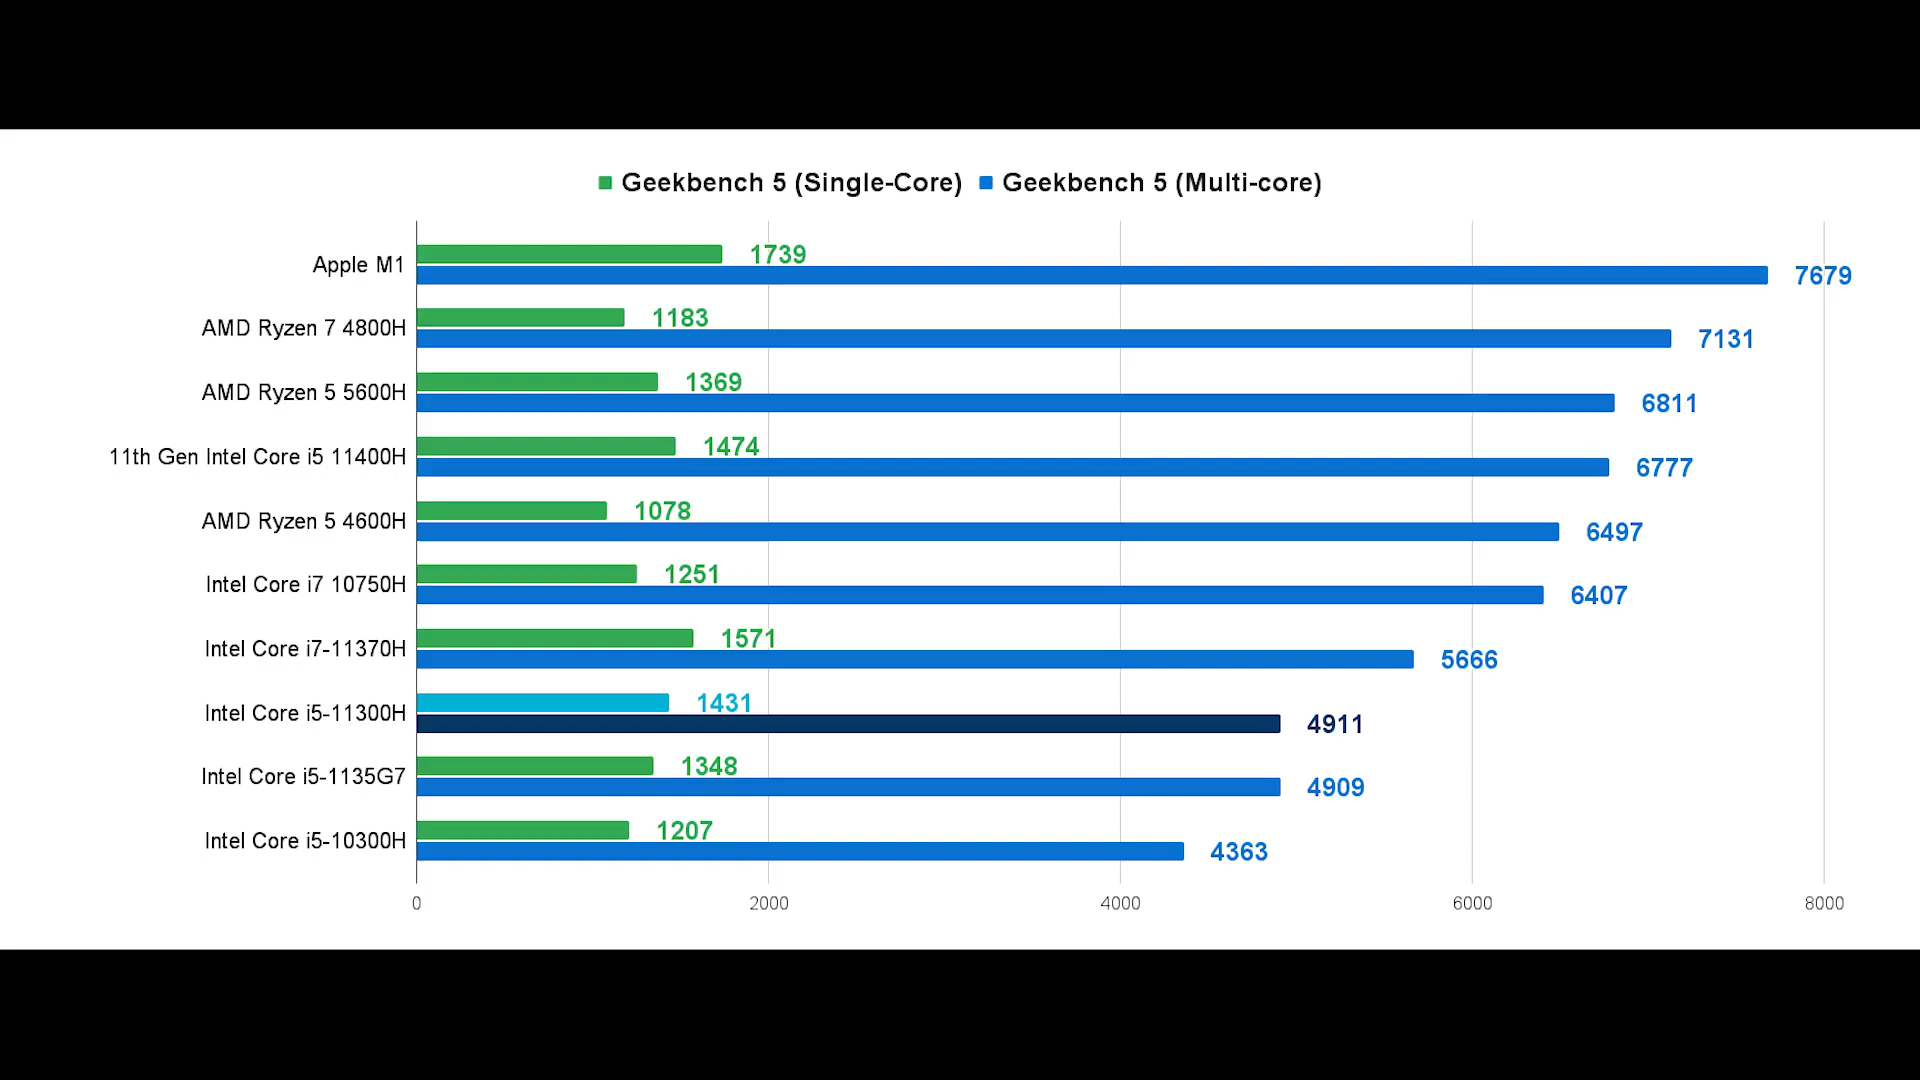 Geekbench 5 (Single-Core) Geekbench 5 (Multi-core)
Apple M1 1739 7679
AMD Ryzen 7 4800H 1183 7131
AMD Ryzen 5 5600H 1369 6811
11th Gen Intel Core i5 11400H 1474 6777
AMD Ryzen 5 4600H 1078 6497
Intel Core i7 10750H 1251 6407
Intel Core i7-11370H 1571 5666
Intel Core i5-11300H 1431 4911
Intel Core i5-1135G7 1348 4909
Intel Core i5-10300H 1207 4363
0 2000 4000 6000 8000